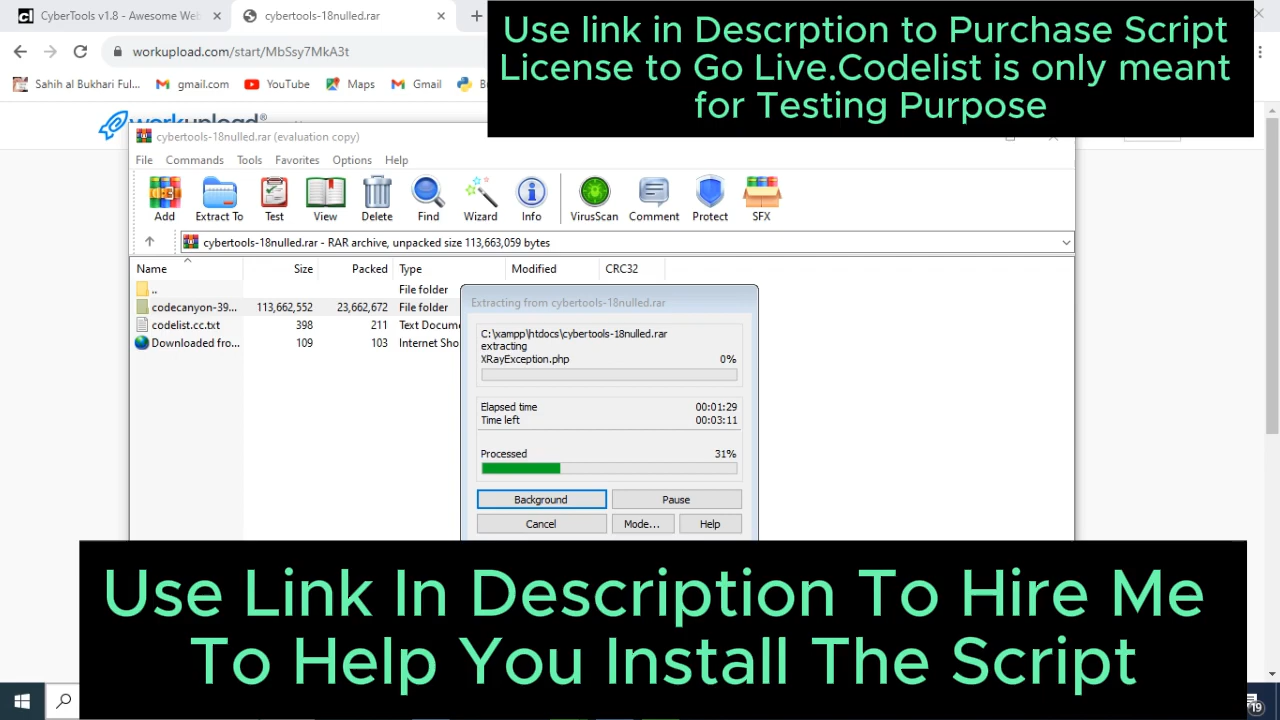 CyberTools v1.8 - Awesome Web
cybertools-18nulled.rar
workupload.com/start/MbSsy7MkA3t
Sahih al Bukhari Ful...
gmail.com
YouTube
Maps
Gmail
Use link in Descrption to Purchase Script
License to Go Live.Codelist is only meant
for Testing Purpose
workupload
cybertools-18nulled.rar (evaluation copy)
File Commands Tools Favorites Options Help
Add Extract To Test View Delete Find Wizard Info VirusScan Comment Protect SFX
cybertools-18nulled.rar - RAR archive, unpacked size 113,663,059 bytes
Name Size Packed Type Modified CRC32
.. File folder
codecanyon-39... 113,662,552 23,662,672 File folder
codelist.cc.txt 398 211 Text Docume
Downloaded fro... 109 103 Internet Sho
Extracting from cybertools-18nulled.rar
C:\xampp\htdocs\cybertools-18nulled.rar
extracting
XRayException.php 0%
Elapsed time 00:01:29
Time left 00:03:11
Processed 31%
Background Pause
Cancel Mode... Help
Use Link In Description To Hire Me
To Help You Install The Script
19